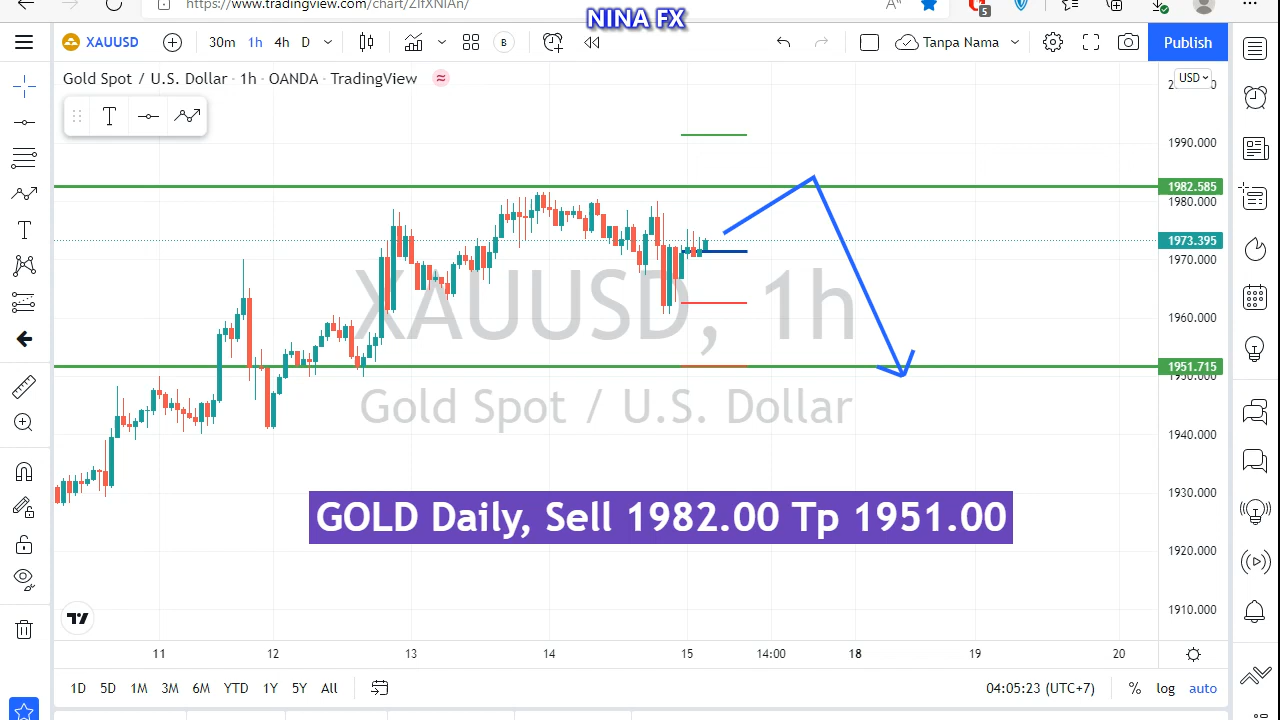 https://www.tradingview.com/chart/ZIfXNIAn/
NINA FX
5
XAUUSD
30m 1h 4h D
B
Tanpa Nama
Publish
Gold Spot / U.S. Dollar · 1h · OANDA · TradingView
USD
T
T
1990.000
1982.585
1980.000
1973.395
1970.000
1960.000
1951.715
1940.000
1930.000
1920.000
1910.000
XAUUSD, 1h
Gold Spot / U.S. Dollar
GOLD Daily, Sell 1982.00 Tp 1951.00
11 12 13 14 15 14:00 18 19 20
1D 5D 1M 3M 6M YTD 1Y 5Y All
04:05:23 (UTC+7)
% log auto